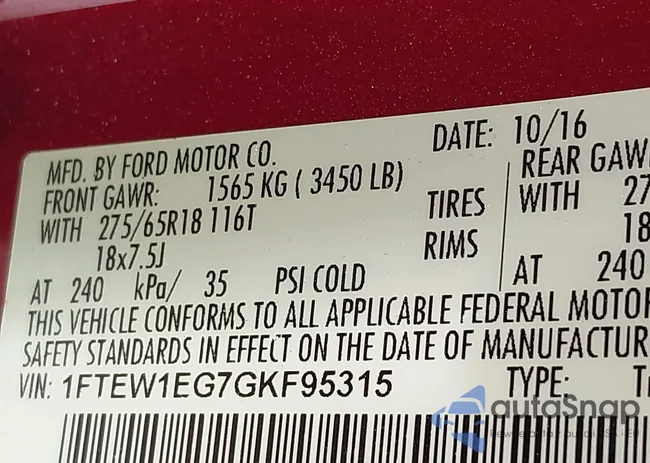 MFD. BY FORD MOTOR CO.
DATE: 10/16
FRONT GAWR: 1565 KG ( 3450 LB)
REAR GAW
WITH 275/65R18 116T TIRES
WITH 27
18x7.5J RIMS
18
AT 240 kPa/ 35 PSI COLD
AT 240
THIS VEHICLE CONFORMS TO ALL APPLICABLE FEDERAL MOTOR
SAFETY STANDARDS IN EFFECT ON THE DATE OF MANUFACTUR
VIN: 1FTEW1EG7GKF95315
TYPE:
autoSnap